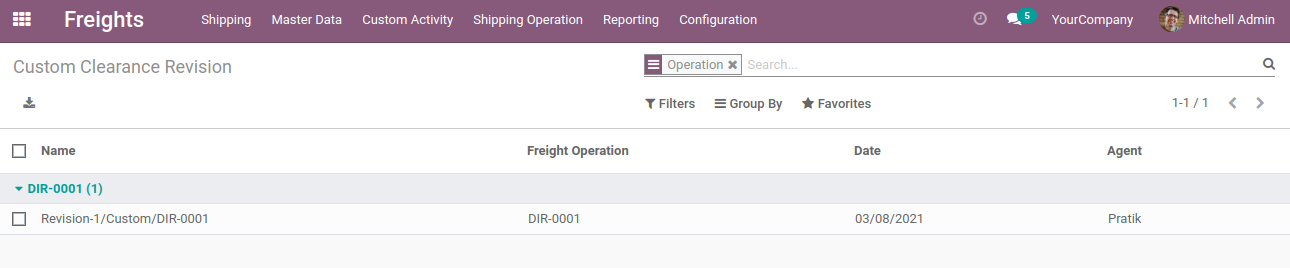 Freights Shipping Master Data Custom Activity Shipping Operation Reporting Configuration 5 YourCompany Mitchell Admin
Custom Clearance Revision Operation Search...
Filters Group By Favorites 1-1 / 1
Name Freight Operation Date Agent
DIR-0001 (1)
Revision-1/Custom/DIR-0001 DIR-0001 03/08/2021 Pratik